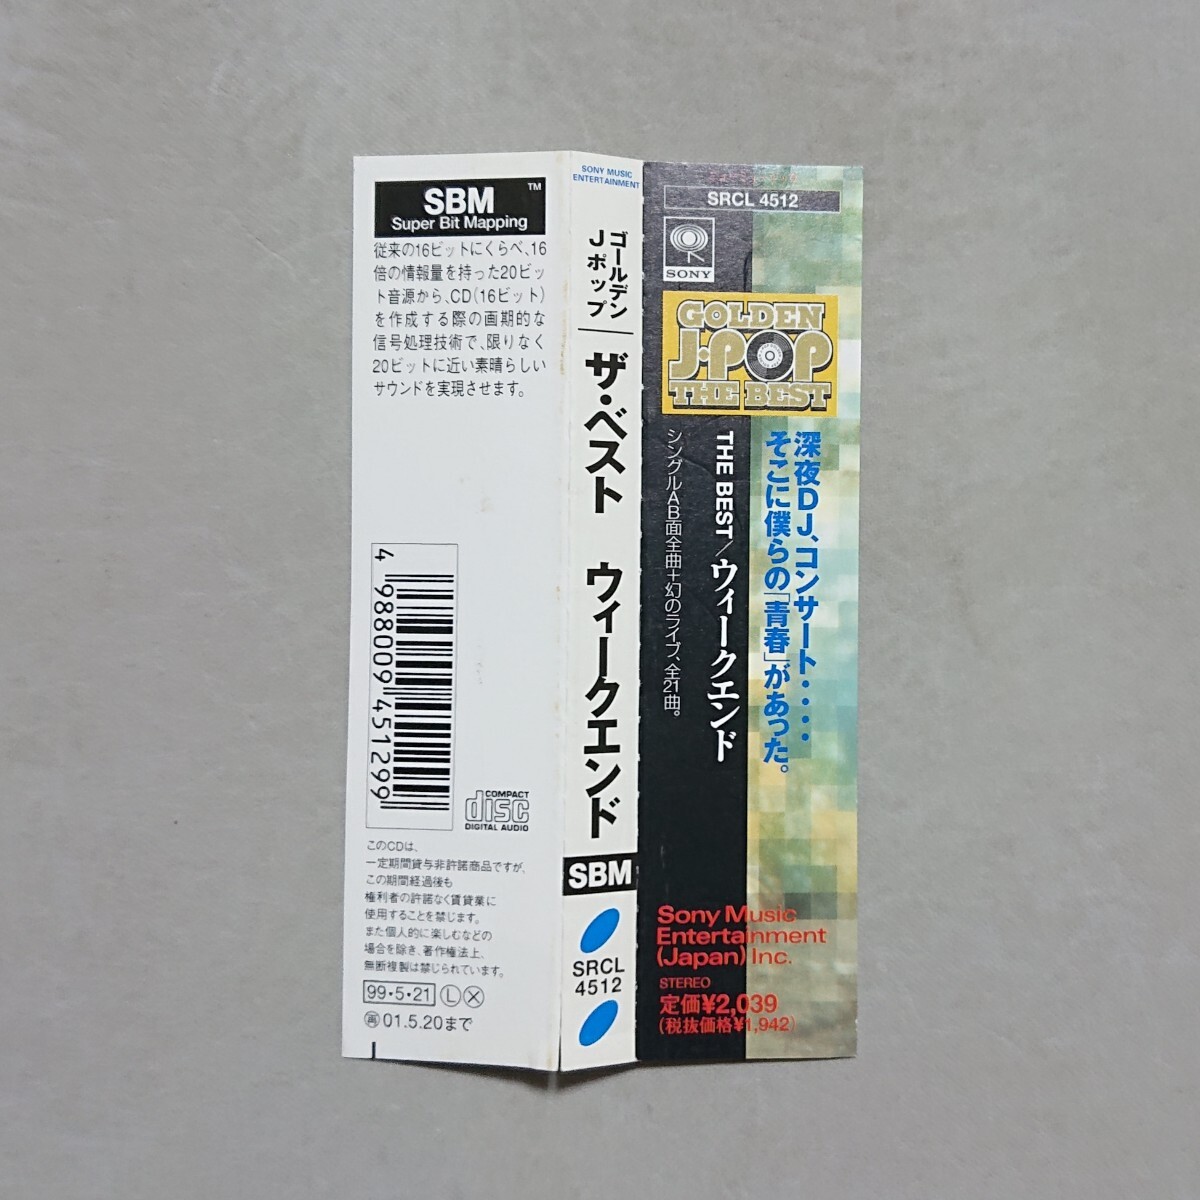 SBM™
Super Bit Mapping
従来の16ビットにくらべ、16
倍の情報量を持った20ビッ
ト音源から、CD(16ビット)
を作成する際の画期的な
信号処理技術で、限りなく
20ビットに近い素晴らしい
サウンドを実現させます。
4 988009 451299
COMPACT
disc
DIGITAL AUDIO
このCDは、
一定期間貸与非許諾商品ですが、
この期間経過後も
権利者の許諾なく賃貸業に
使用することを禁じます。
また個人的に楽しむなどの
場合を除き、著作権法上、
無断複製は禁じられています。
99・5・21 Ⓛ Ⓧ
㊢01.5.20まで
SONY MUSIC
ENTERTAINMENT
ゴールデン
Jポップ
ザ・ベスト ウィークエンド
SBM
SRCL
4512
SRCL 4512
SONY
GOLDEN
J・POP
THE BEST
深夜DJ、コンサート・・・・
そこに僕らの「青春」があった。
THE BEST/ウィークエンド
シングルAB面全曲+幻のライブ、全21曲。
Sony Music
Entertainment
(Japan) Inc.
STEREO
定価¥2,039
(税抜価格¥1,942)